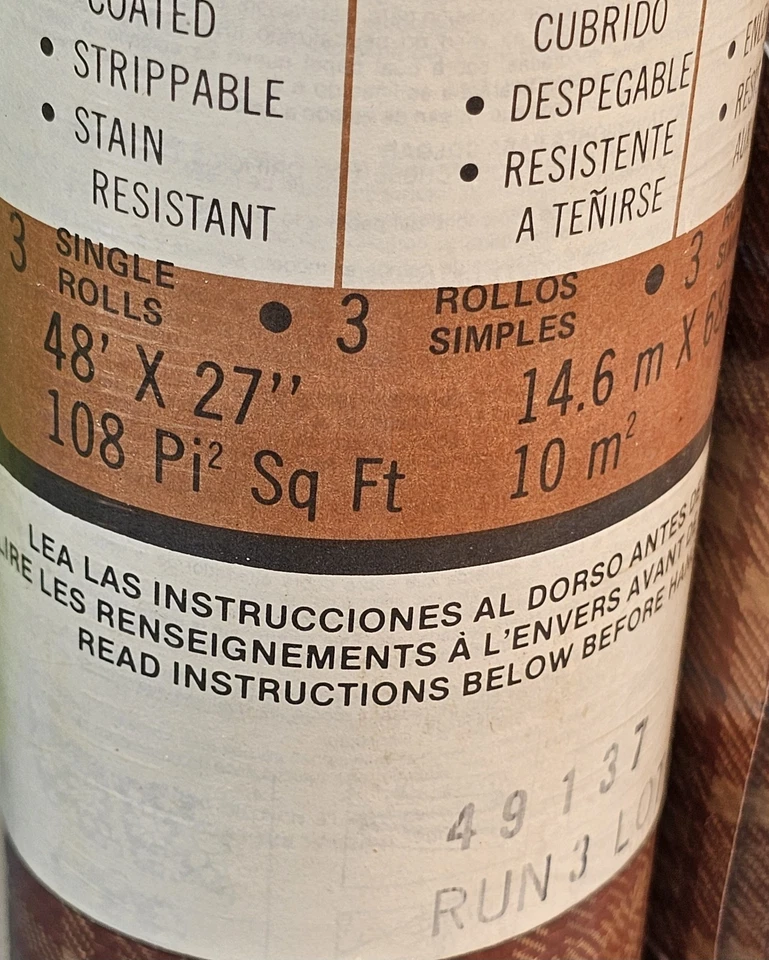 COATED
• STRIPPABLE
• STAIN
RESISTANT
CUBRIDO
• DESPEGABLE
• RESISTENTE
A TEÑIRSE
3 SINGLE
ROLLS
• 3 ROLLOS
SIMPLES
• 3
48' X 27’’
14.6 m X
108 Pi² Sq Ft
10 m²
LEA LAS INSTRUCCIONES AL DORSO ANTES
LIRE LES RENSEIGNEMENTS À L'ENVERS AVANT
READ INSTRUCTIONS BELOW BEFORE
49137
RUN 3